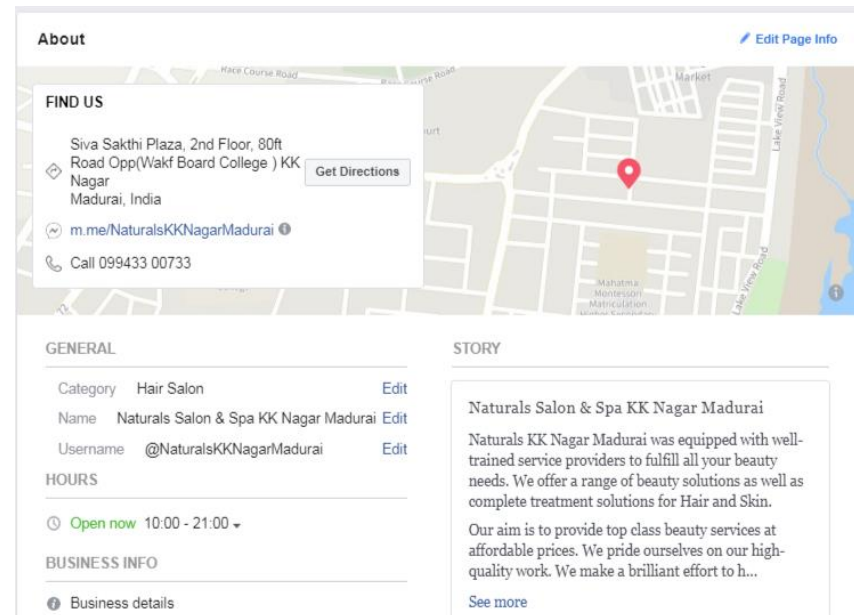 About
Edit Page Info
Race Course Road
Market
Lake View Road
FIND US
Siva Sakthi Plaza, 2nd Floor, 80ft
Road Opp(Wakf Board College ) KK
Nagar
Madurai, India
Get Directions
m.me/NaturalsKKNagarMadurai
Call 099433 00733
Mahatma
Montessori
Matriculation
Higher Secondary
Lake View Road
GENERAL
Category Hair Salon Edit
Name Naturals Salon & Spa KK Nagar Madurai Edit
Username @NaturalsKKNagarMadurai Edit
HOURS
Open now 10:00 - 21:00
BUSINESS INFO
Business details
STORY
Naturals Salon & Spa KK Nagar Madurai
Naturals KK Nagar Madurai was equipped with well-
trained service providers to fulfill all your beauty
needs. We offer a range of beauty solutions as well as
complete treatment solutions for Hair and Skin.
Our aim is to provide top class beauty services at
affordable prices. We pride ourselves on our high-
quality work. We make a brilliant effort to h...
See more